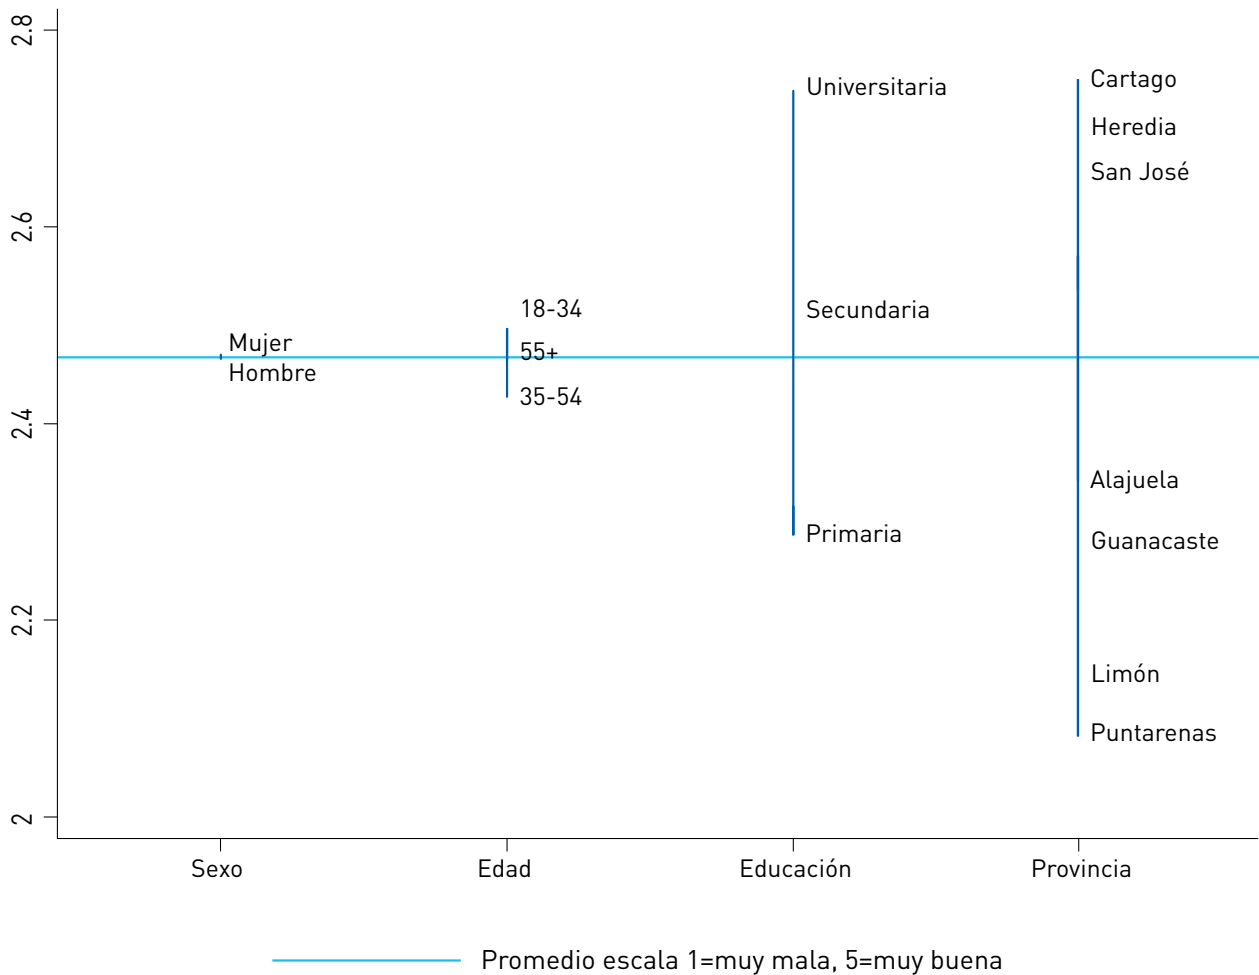 2.8
2.6
2.4
2.2
2
Mujer
Hombre
18-34
55+
35-54
Universitaria
Secundaria
Primaria
Cartago
Heredia
San José
Alajuela
Guanacaste
Limón
Puntarenas
Sexo
Edad
Educación
Provincia
Promedio escala 1=muy mala, 5=muy buena